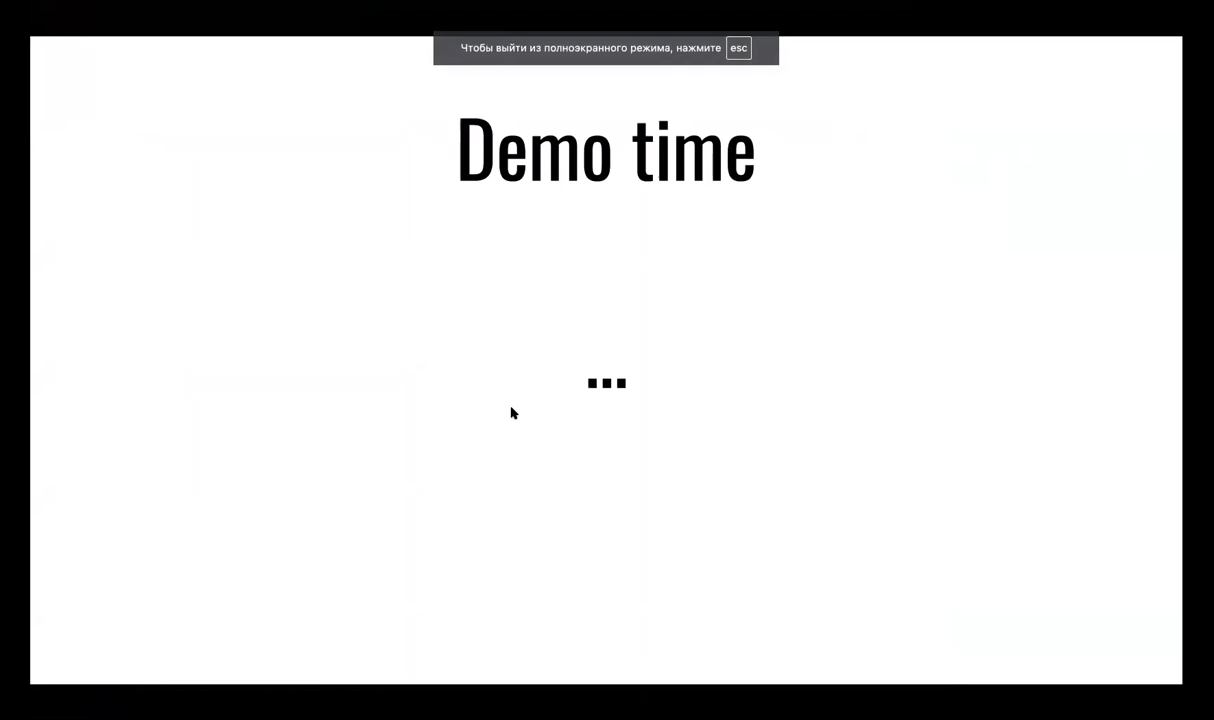 Чтобы выйти из полноэкранного режима, нажмите esc
Demo time
...